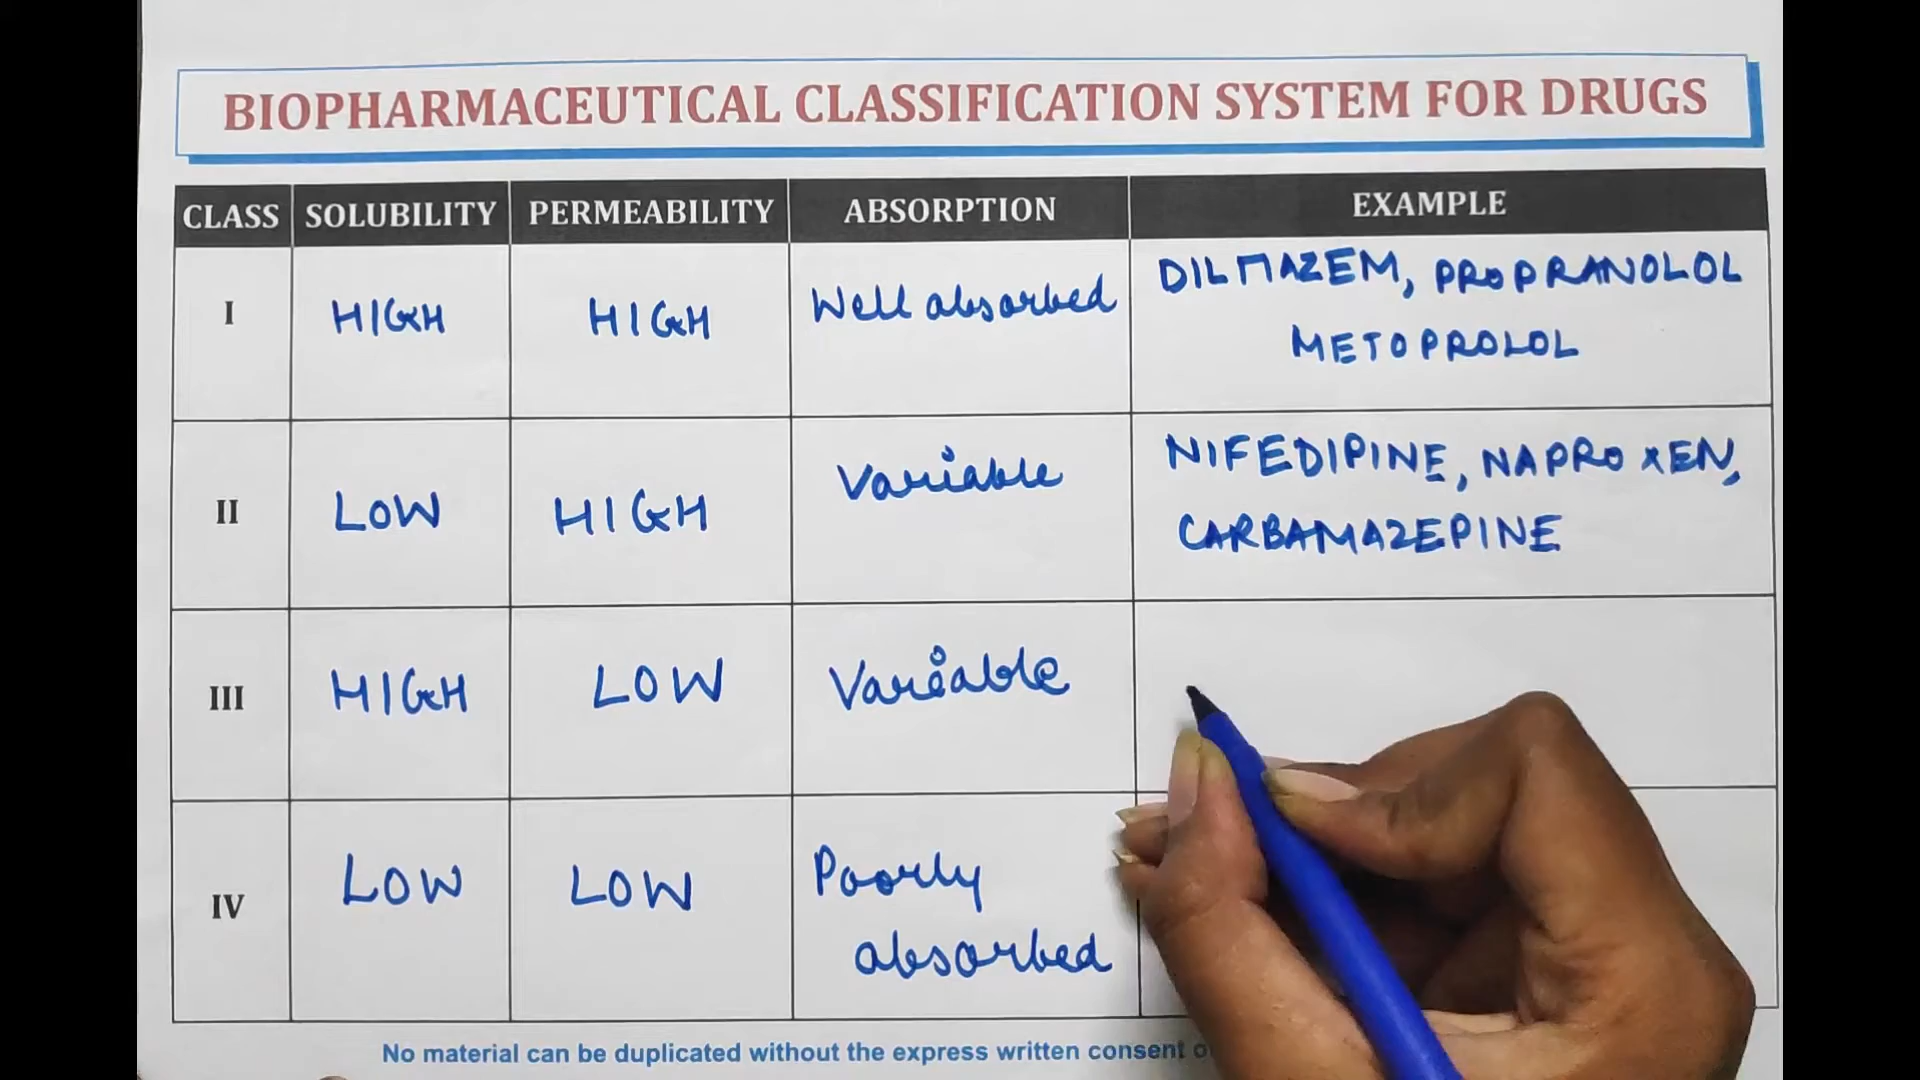 BIOPHARMACEUTICAL CLASSIFICATION SYSTEM FOR DRUGS
CLASS SOLUBILITY PERMEABILITY ABSORPTION EXAMPLE
I HIGH HIGH Well absorbed DILTIAZEM, PROPRANOLOL
METOPROLOL
II LOW HIGH Variable NIFEDIPINE, NAPROXEN,
CARBAMAZEPINE
III HIGH LOW Variable
IV LOW LOW Poorly
absorbed
No material can be duplicated without the express written consent